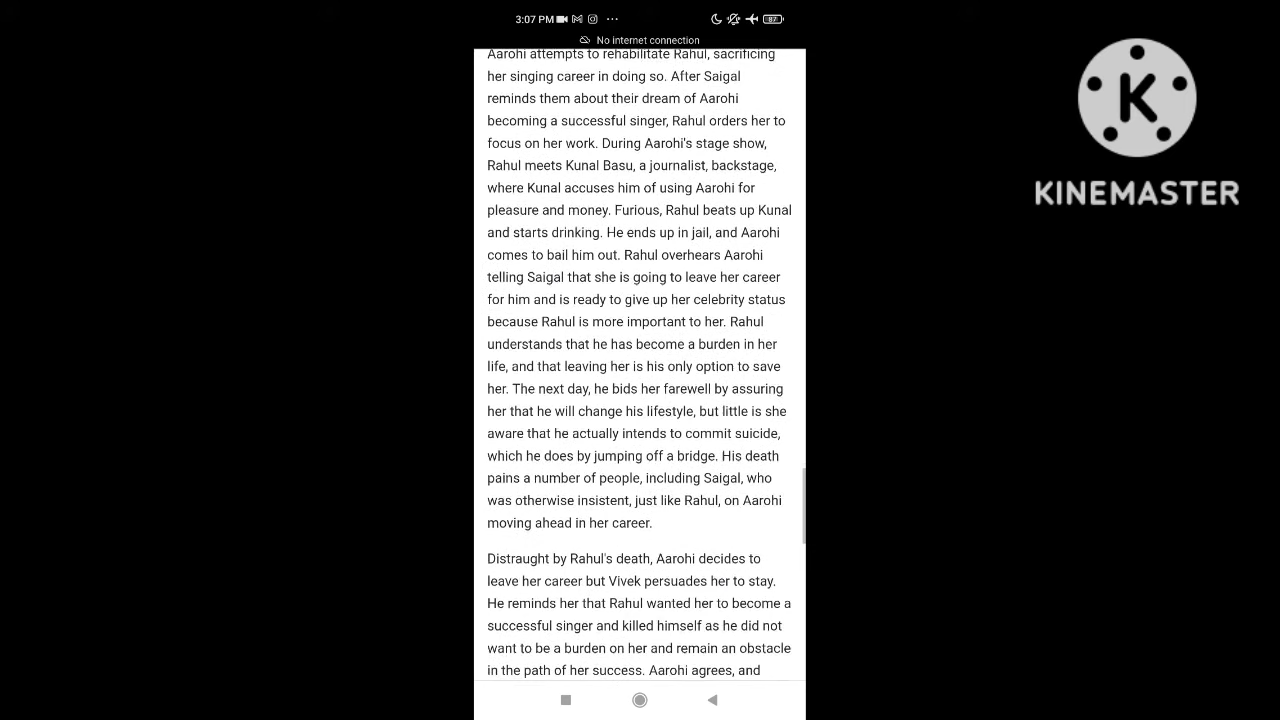 3:07 PM
87
No internet connection
Aarohi attempts to rehabilitate Rahul, sacrificing
her singing career in doing so. After Saigal
reminds them about their dream of Aarohi
becoming a successful singer, Rahul orders her to
focus on her work. During Aarohi's stage show,
Rahul meets Kunal Basu, a journalist, backstage,
where Kunal accuses him of using Aarohi for
pleasure and money. Furious, Rahul beats up Kunal
and starts drinking. He ends up in jail, and Aarohi
comes to bail him out. Rahul overhears Aarohi
telling Saigal that she is going to leave her career
for him and is ready to give up her celebrity status
because Rahul is more important to her. Rahul
understands that he has become a burden in her
life, and that leaving her is his only option to save
her. The next day, he bids her farewell by assuring
her that he will change his lifestyle, but little is she
aware that he actually intends to commit suicide,
which he does by jumping off a bridge. His death
pains a number of people, including Saigal, who
was otherwise insistent, just like Rahul, on Aarohi
moving ahead in her career.
Distraught by Rahul's death, Aarohi decides to
leave her career but Vivek persuades her to stay.
He reminds her that Rahul wanted her to become a
successful singer and killed himself as he did not
want to be a burden on her and remain an obstacle
in the path of her success. Aarohi agrees, and
K
KINEMASTER